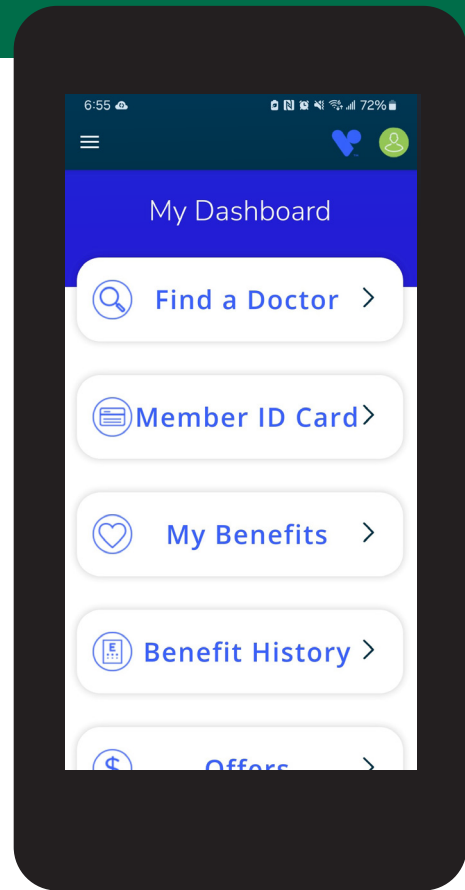 6:55 72%
My Dashboard
Find a Doctor
Member ID Card
My Benefits
E
Benefit History
$ Offers